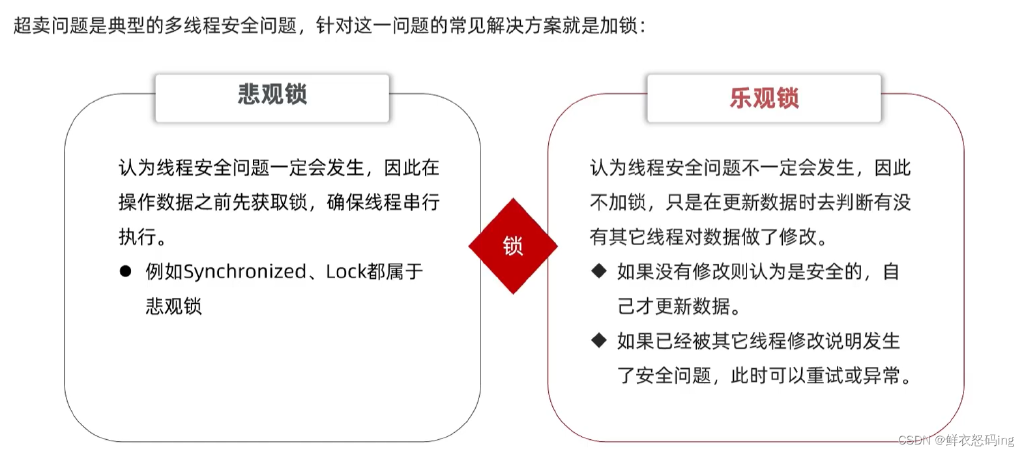 超卖问题是典型的多线程安全问题，针对这一问题的常见解决方案就是加锁：
悲观锁
认为线程安全问题一定会发生，因此在
操作数据之前先获取锁，确保线程串行
执行。
● 例如Synchronized、Lock都属于
悲观锁
锁
乐观锁
认为线程安全问题不一定会发生，因此
不加锁，只是在更新数据时去判断有没
有其它线程对数据做了修改。
◆ 如果没有修改则认为是安全的，自
己才更新数据。
◆ 如果已经被其它线程修改说明发生
了安全问题，此时可以重试或异常。
CSDN @鲜衣怒码ing